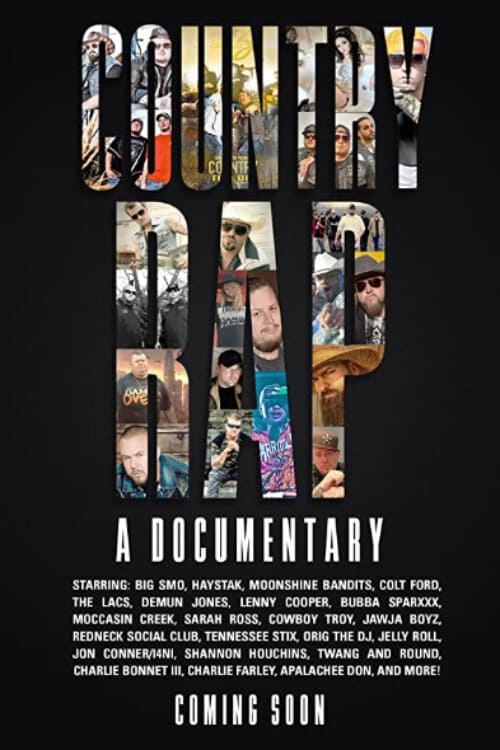 COUNTRY
RAP
A DOCUMENTARY
STARRING: BIG SMO, HAYSTAK, MOONSHINE BANDITS, COLT FORD,
THE LACS, DEMUN JONES, LENNY COOPER, BUBBA SPARXXX,
MOCCASIN CREEK, SARAH ROSS, COWBOY TROY, JAWJA BOYZ,
REDNECK SOCIAL CLUB, TENNESSEE STIX, ORIG THE DJ, JELLY ROLL,
JON CONNER/I4NI, SHANNON HOUCHINS, TWANG AND ROUND,
CHARLIE BONNET III, CHARLIE FARLEY, APALACHEE DON, AND MORE!
COMING SOON